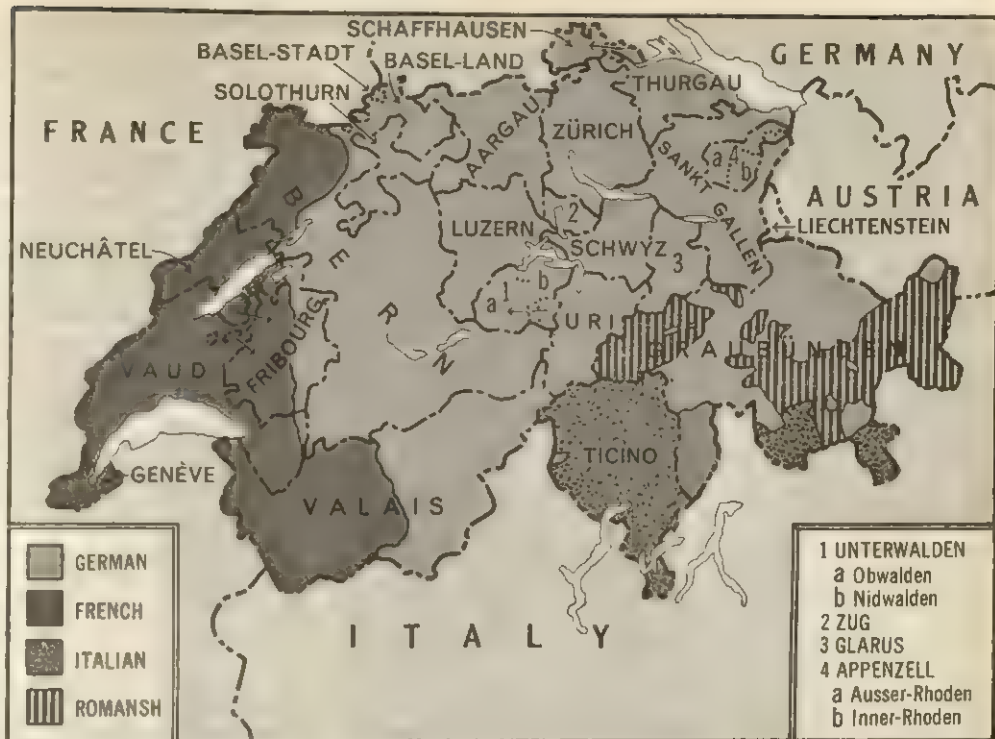 SCHAFFHAUSEN
BASEL-STADT
BASEL-LAND
SOLOTHURN
THURGAU
GERMANY
FRANCE
AARGAU
ZÜRICH
SANKT GALLEN
a 4 b
AUSTRIA
LIECHTENSTEIN
NEUCHÂTEL
BERN
LUZERN
2
SCHWYZ
3
1
b
a
URI
GRAUBÜNDEN
VAUD
FRIBOURG
GENÈVE
VALAIS
TICINO
ITALY
GERMAN
FRENCH
ITALIAN
ROMANSH
1 UNTERWALDEN
a Obwalden
b Nidwalden
2 ZUG
3 GLARUS
4 APPENZELL
a Ausser-Rhoden
b Inner-Rhoden